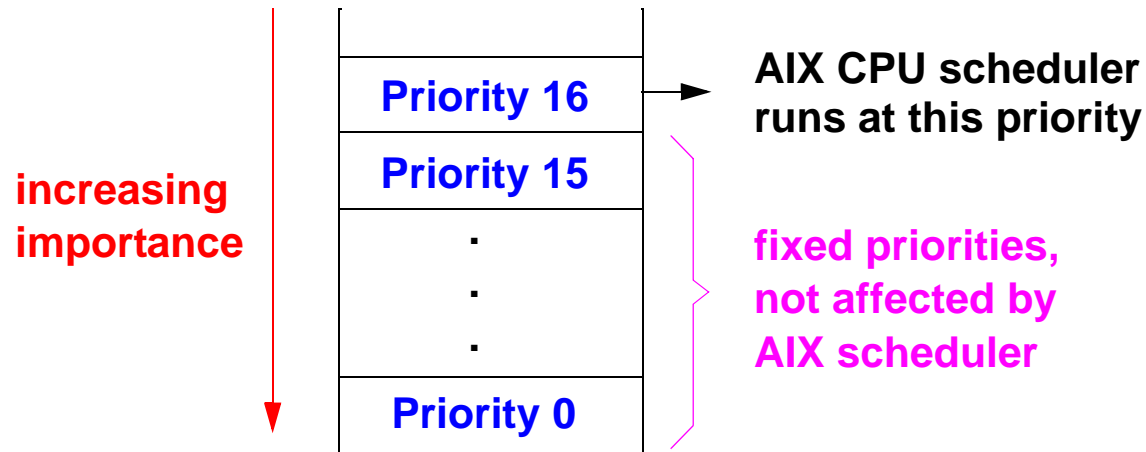 Priority 16
AIX CPU scheduler
runs at this priority
Priority 15
increasing
importance
.
.
.
fixed priorities,
not affected by
AIX scheduler
Priority 0